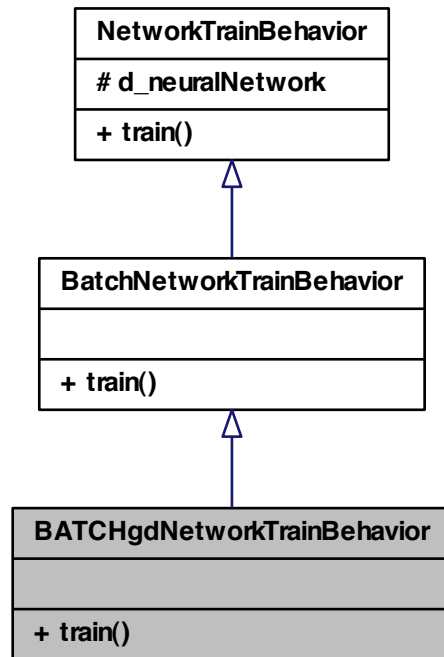 NetworkTrainBehavior
# d_neuralNetwork
+ train()
BatchNetworkTrainBehavior
+ train()
BATCHgdNetworkTrainBehavior
+ train()